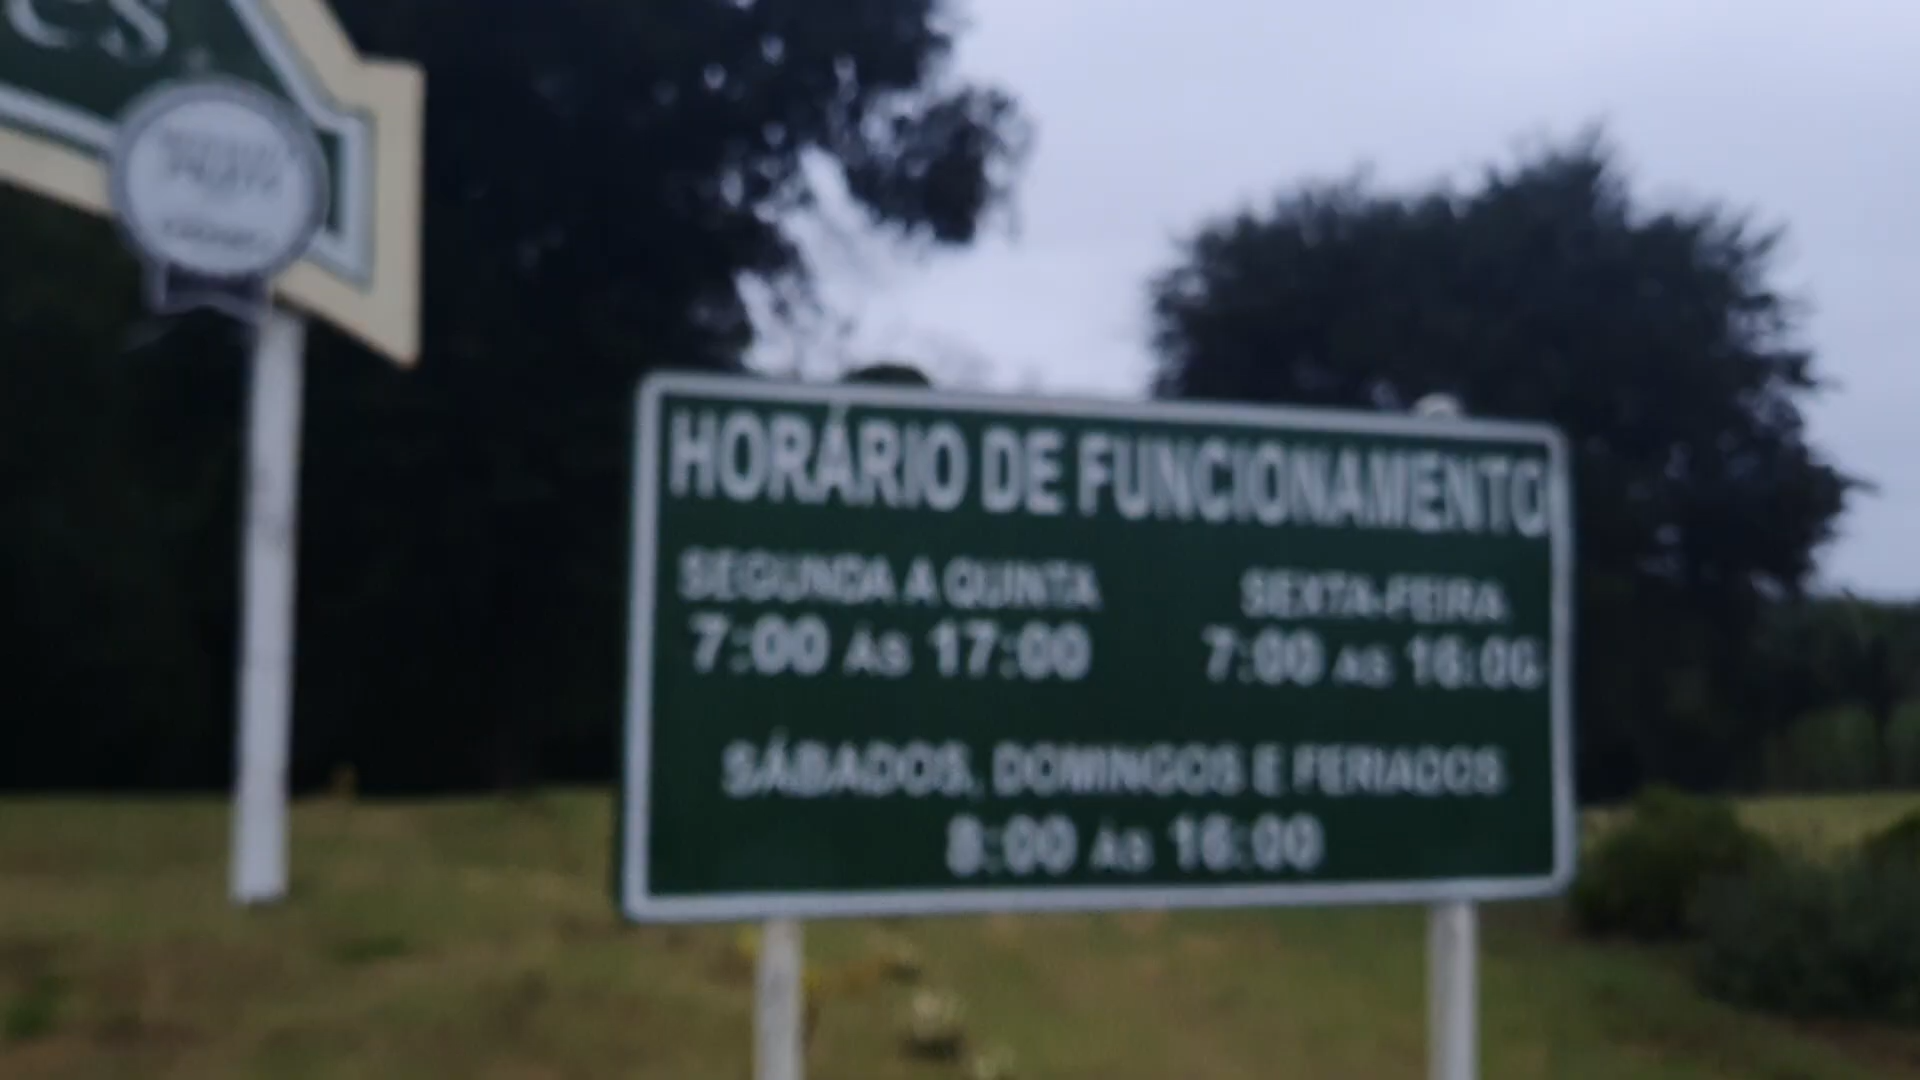 es
HORÁRIO DE FUNCIONAMENTO
SEGUNDA A QUINTA
7:00 ÀS 17:00
SEXTA-FEIRA
7:00 ÀS 16:00
SÁBADOS, DOMINGOS E FERIADOS
8:00 ÀS 16:00